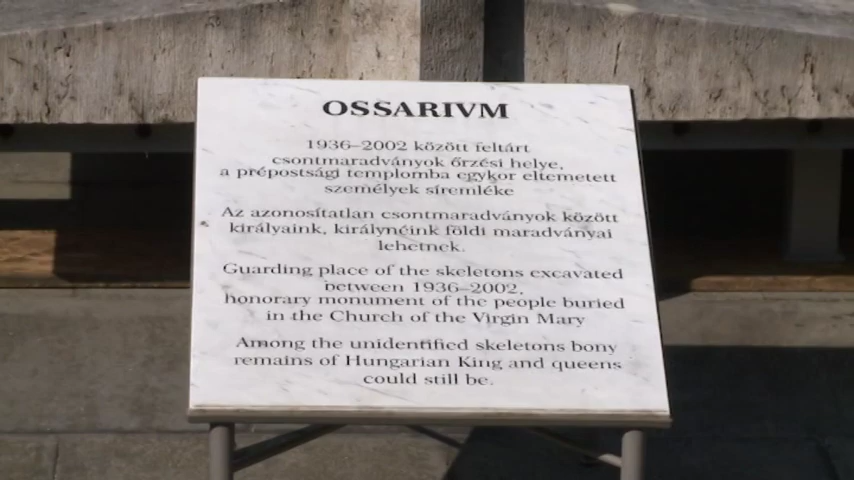 OSSARIVM
1936–2002 között feltárt
csontmaradványok őrzési helye,
a prépostsági templomba egykor eltemetett
személyek síremléke
Az azonosítatlan csontmaradványok között
királyaink, királynéink földi maradványai
lehetnek.
Guarding place of the skeletons excavated
between 1936–2002,
honorary monument of the people buried
in the Church of the Virgin Mary
Among the unidentified skeletons bony
remains of Hungarian King and queens
could still be.